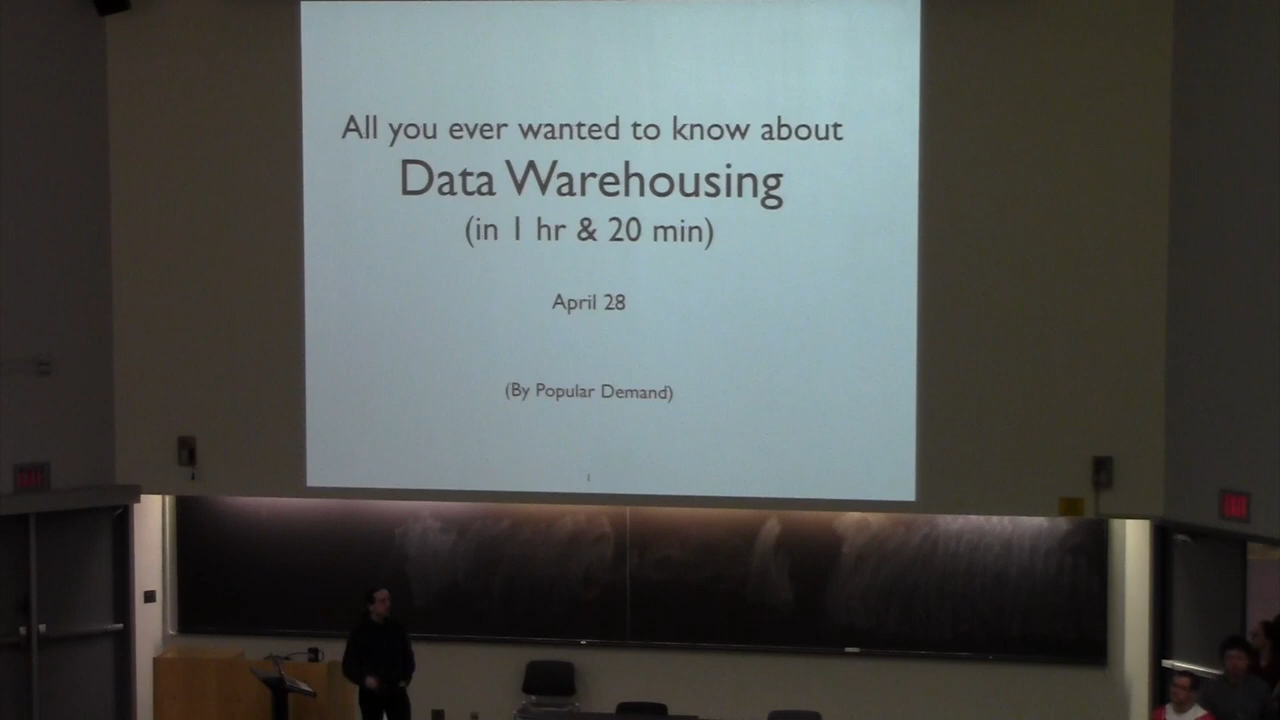 All you ever wanted to know about
Data Warehousing
(in 1 hr & 20 min)
April 28
(By Popular Demand)
1
EXIT